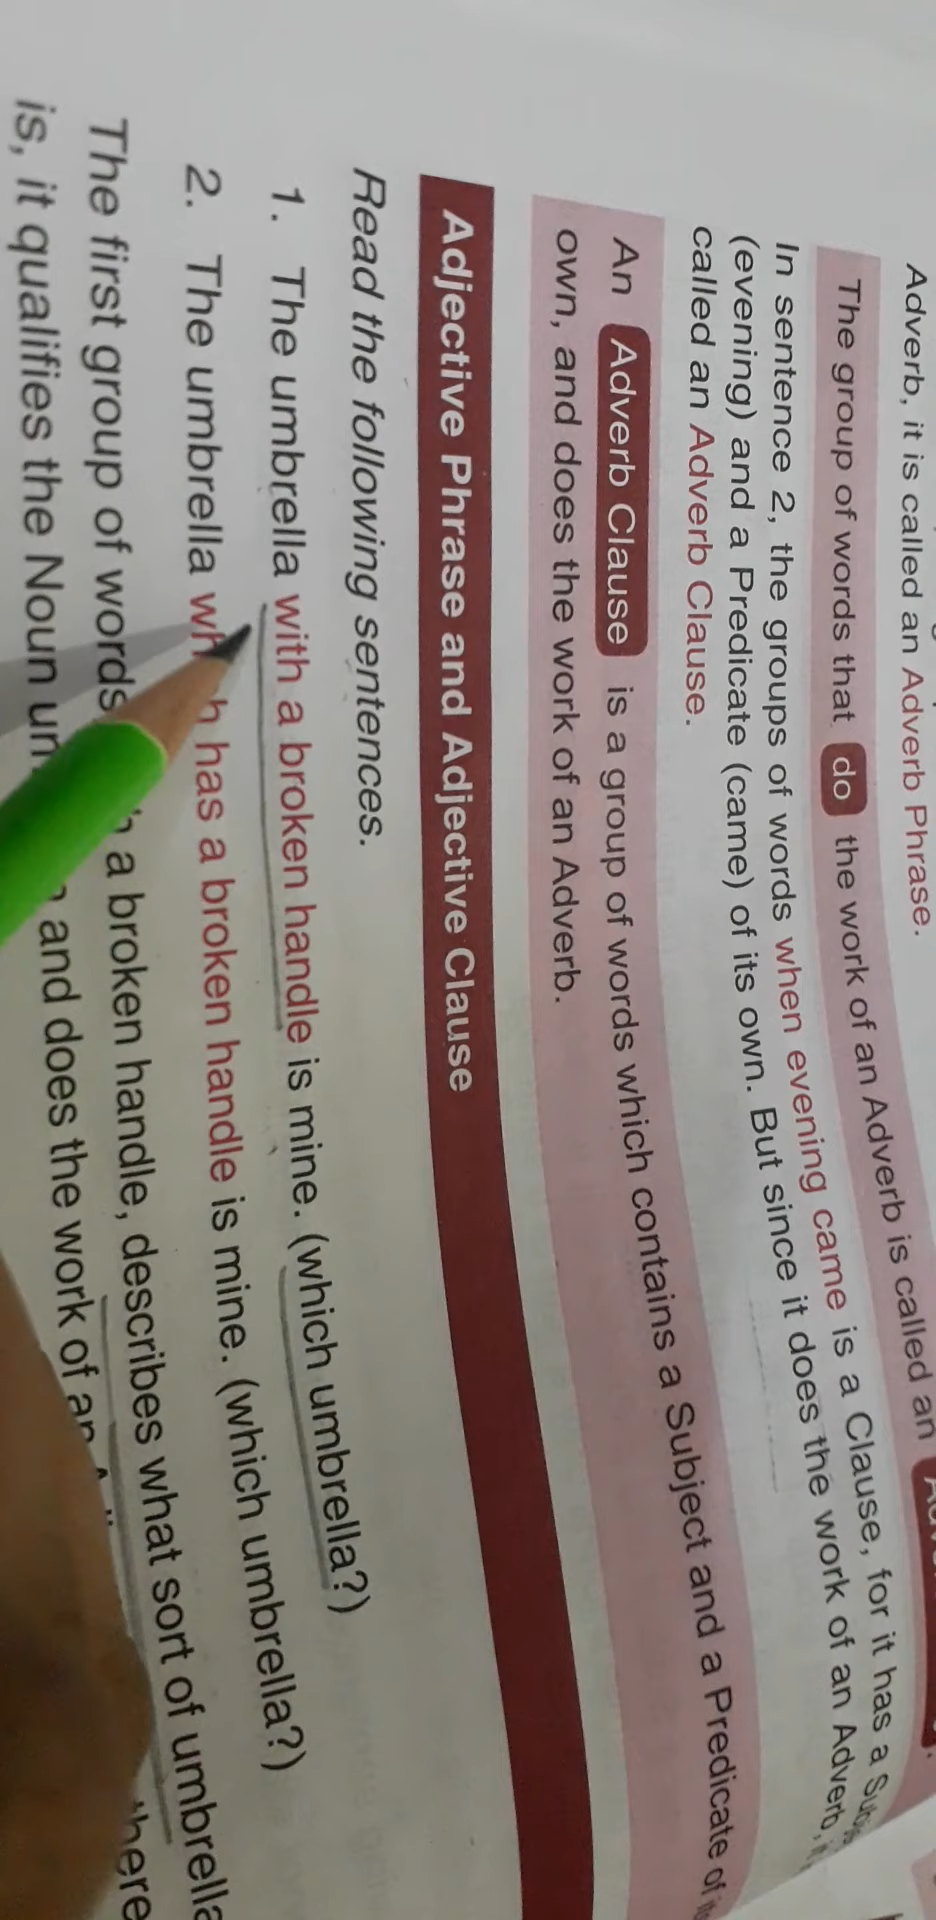 Adverb, it is called an Adverb Phrase.
The group of words that do the work of an Adverb is called an
In sentence 2, the groups of words when evening came is a Clause, for it has a
(evening) and a Predicate (came) of its own. But since it does the work of an Adverb,
called an Adverb Clause.
An Adverb Clause is a group of words which contains a Subject and a Predicate of
own, and does the work of an Adverb.
Adjective Phrase and Adjective Clause
Read the following sentences.
1. The umbrella with a broken handle is mine. (which umbrella?)
2. The umbrella has a broken handle is mine. (which umbrella?)
The first group of words a broken handle, describes what sort of umbrella
is, it qualifies the Noun and does the work of